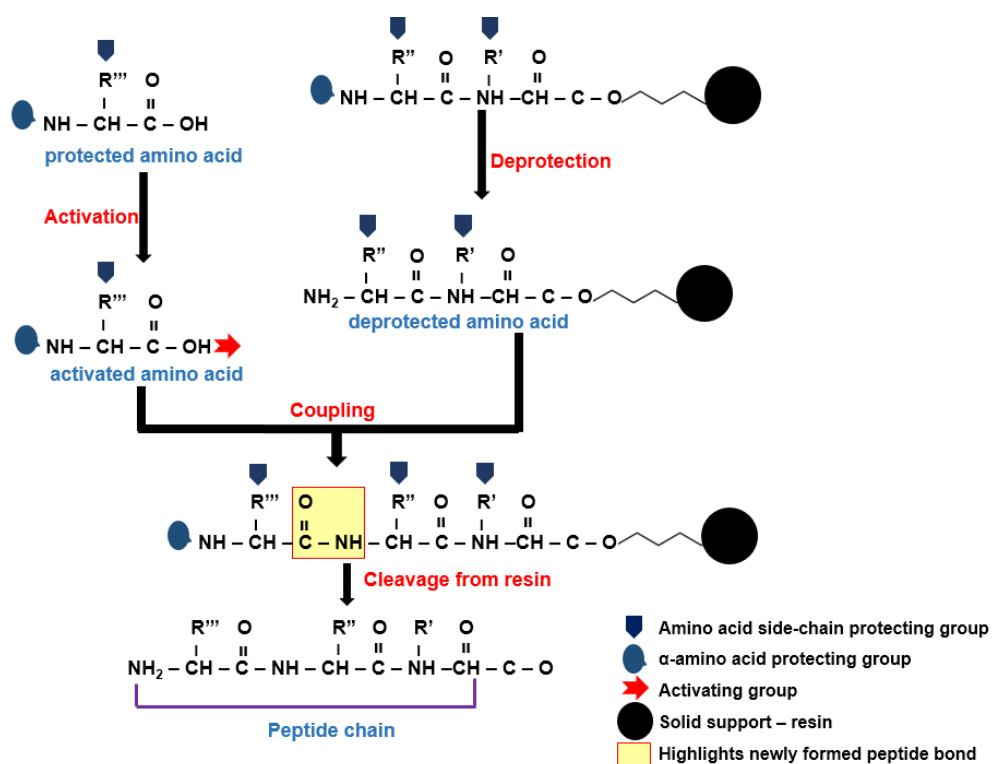 R''' O
NH – CH – C – OH
protected amino acid
R'' O R' O
NH – CH – C – NH – CH – C – O
Activation
Deprotection
R''' O
NH – CH – C – OH
activated amino acid
R'' O R' O
NH₂ – CH – C – NH – CH – C – O
deprotected amino acid
Coupling
R''' O R'' O R' O
NH – CH – C – NH – CH – C – NH – CH – C – O
Cleavage from resin
R''' O R'' O R' O
NH₂ – CH – C – NH – CH – C – NH – CH – C – O
Peptide chain
Amino acid side-chain protecting group
α-amino acid protecting group
Activating group
Solid support – resin
Highlights newly formed peptide bond